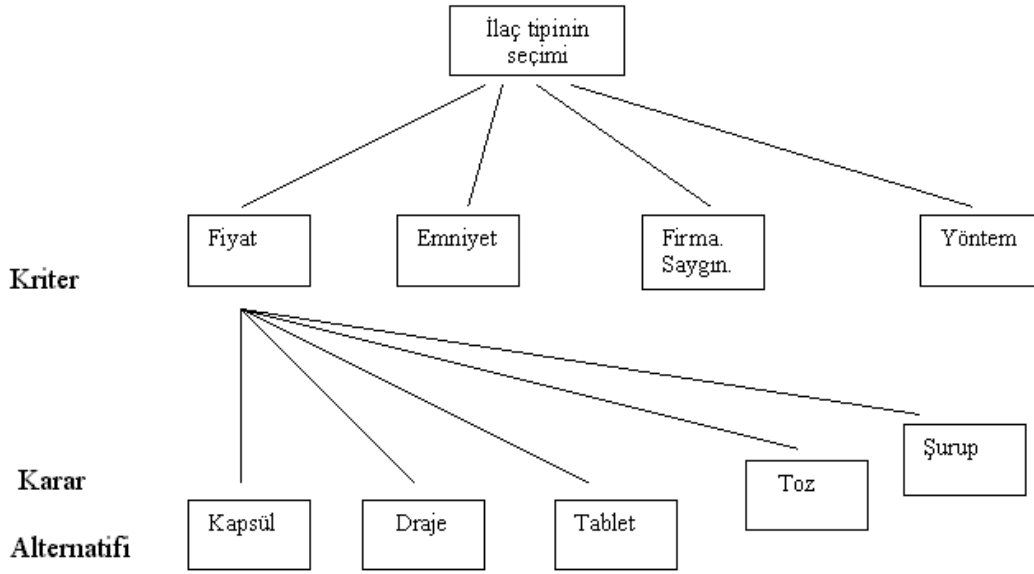 İlaç tipinin
seçimi
Fiyat
Emniyet
Firma.
Saygın.
Yöntem
Kriter
Şurup
Karar
Toz
Kapsül
Draje
Tablet
Alternatifi